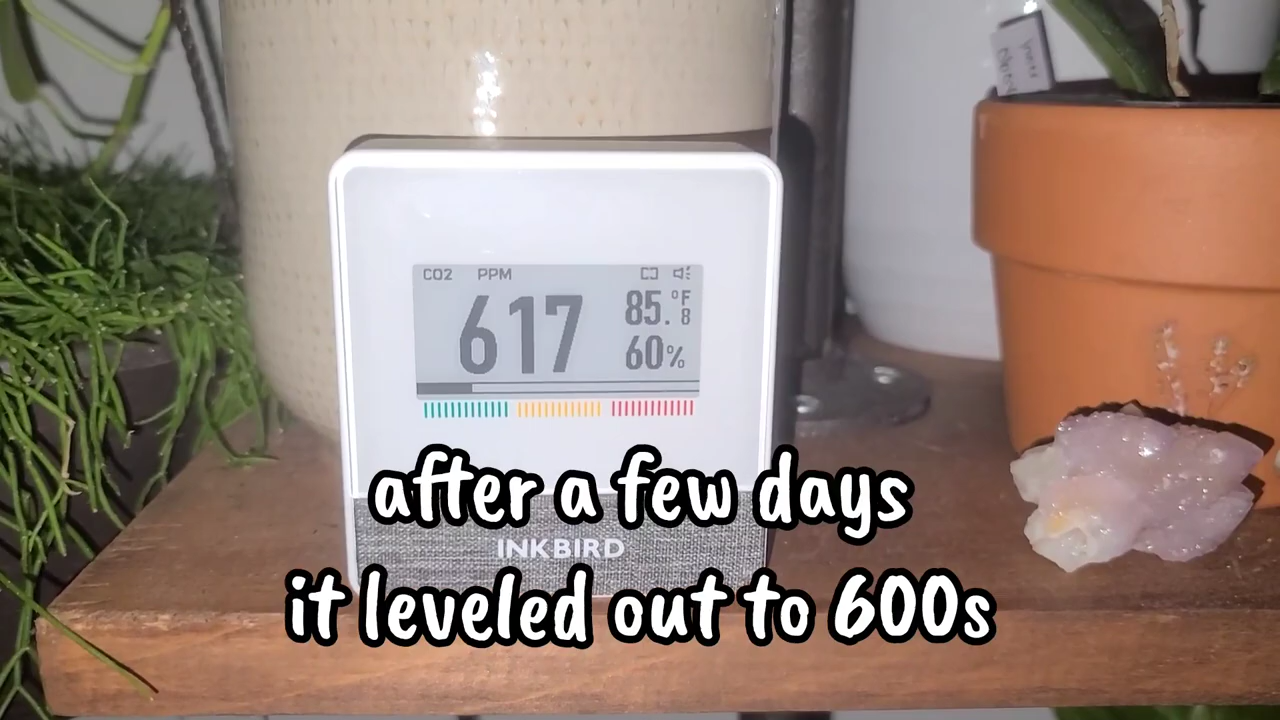 CO2 PPM
617
85.8 °F
60%
INKBIRD
after a few days
it leveled out to 600s